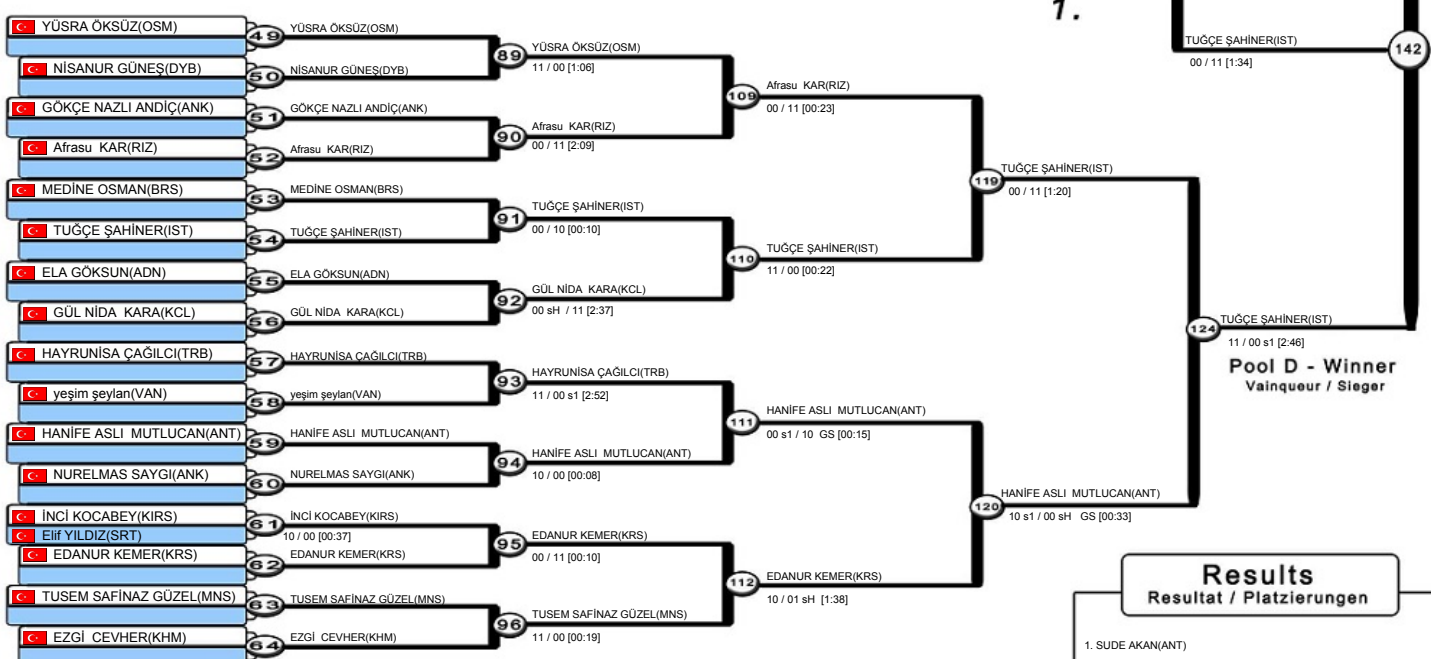 1.
YÜSRA ÖKSÜZ(OSM)
49
YÜSRA ÖKSÜZ(OSM)
NİSANUR GÜNEŞ(DYB)
50
NİSANUR GÜNEŞ(DYB)
89
YÜSRA ÖKSÜZ(OSM)
11 / 00 [1:06]
GÖKÇE NAZLI ANDİÇ(ANK)
51
GÖKÇE NAZLI ANDİÇ(ANK)
Afrasu KAR(RIZ)
52
Afrasu KAR(RIZ)
90
Afrasu KAR(RIZ)
00 / 11 [2:09]
109
Afrasu KAR(RIZ)
00 / 11 [00:23]
MEDİNE OSMAN(BRS)
53
MEDİNE OSMAN(BRS)
TUĞÇE ŞAHİNER(IST)
54
TUĞÇE ŞAHİNER(IST)
91
TUĞÇE ŞAHİNER(IST)
00 / 10 [00:10]
ELA GÖKSUN(ADN)
55
ELA GÖKSUN(ADN)
GÜL NİDA KARA(KCL)
56
GÜL NİDA KARA(KCL)
92
GÜL NİDA KARA(KCL)
00 sH / 11 [2:37]
110
TUĞÇE ŞAHİNER(IST)
11 / 00 [00:22]
119
TUĞÇE ŞAHİNER(IST)
00 / 11 [1:20]
HAYRUNİSA ÇAĞILCI(TRB)
57
HAYRUNİSA ÇAĞILCI(TRB)
yeşim şeylan(VAN)
58
yeşim şeylan(VAN)
93
HAYRUNİSA ÇAĞILCI(TRB)
11 / 00 s1 [2:52]
HANİFE ASLI MUTLUCAN(ANT)
59
HANİFE ASLI MUTLUCAN(ANT)
NURELMAS SAYGI(ANK)
60
NURELMAS SAYGI(ANK)
94
HANİFE ASLI MUTLUCAN(ANT)
10 / 00 [00:08]
111
HANİFE ASLI MUTLUCAN(ANT)
00 s1 / 10 GS [00:15]
İNCİ KOCABEY(KIRS)
Elif YILDIZ(SRT)
61
İNCİ KOCABEY(KIRS)
10 / 00 [00:37]
EDANUR KEMER(KRS)
62
EDANUR KEMER(KRS)
95
EDANUR KEMER(KRS)
00 / 11 [00:10]
TUSEM SAFİNAZ GÜZEL(MNS)
63
TUSEM SAFİNAZ GÜZEL(MNS)
EZGİ CEVHER(KHM)
64
EZGİ CEVHER(KHM)
96
TUSEM SAFİNAZ GÜZEL(MNS)
11 / 00 [00:19]
112
EDANUR KEMER(KRS)
10 / 01 sH [1:38]
120
HANİFE ASLI MUTLUCAN(ANT)
10 s1 / 00 sH GS [00:33]
124
TUĞÇE ŞAHİNER(IST)
11 / 00 s1 [2:46]
Pool D - Winner
Vainqueur / Sieger
TUĞÇE ŞAHİNER(IST)
00 / 11 [1:34]
142
Results
Resultat / Platzierungen
1. SUDE AKAN(ANT)